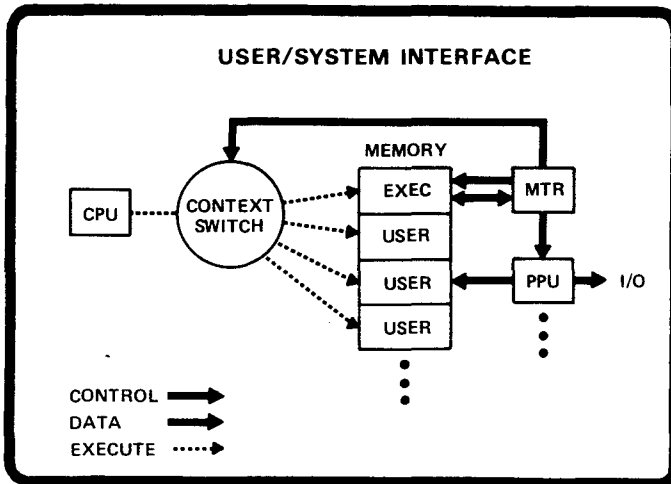 USER/SYSTEM INTERFACE
MEMORY
CPU
CONTEXT
SWITCH
EXEC
MTR
USER
USER
PPU
I/O
USER
CONTROL
DATA
EXECUTE